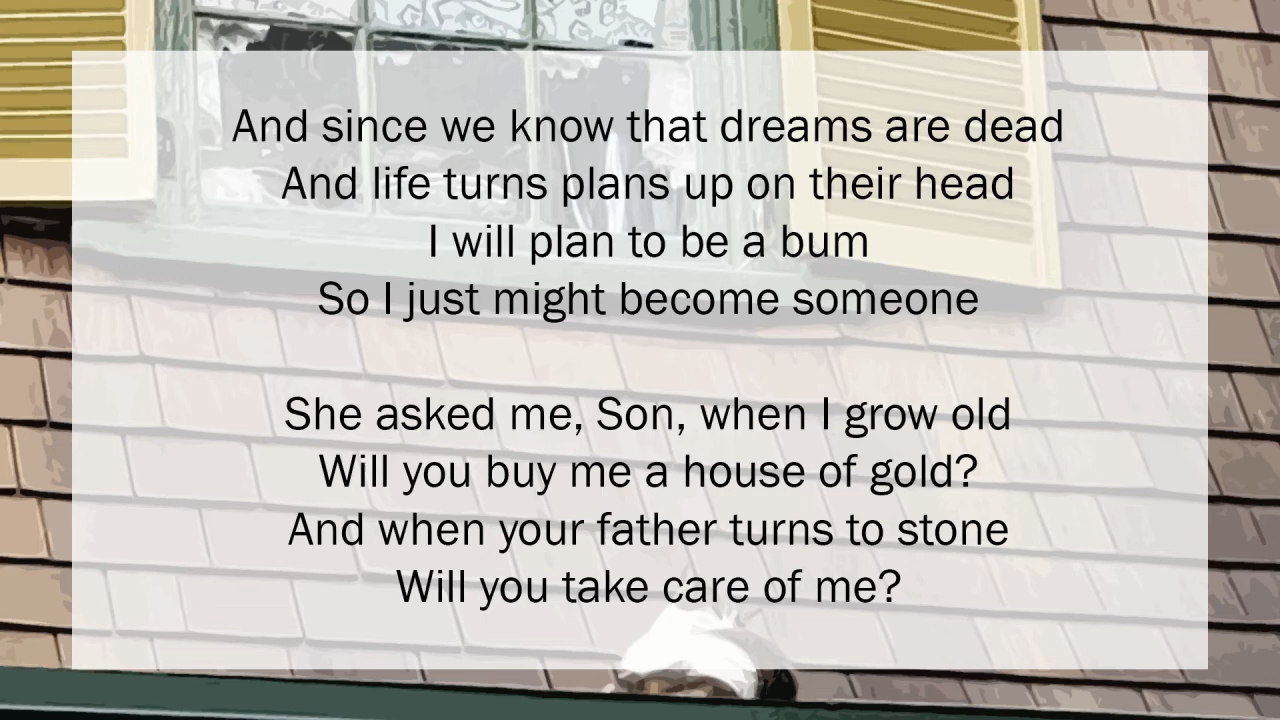 And since we know that dreams are dead
And life turns plans up on their head
I will plan to be a bum
So I just might become someone
She asked me, Son, when I grow old
Will you buy me a house of gold?
And when your father turns to stone
Will you take care of me?